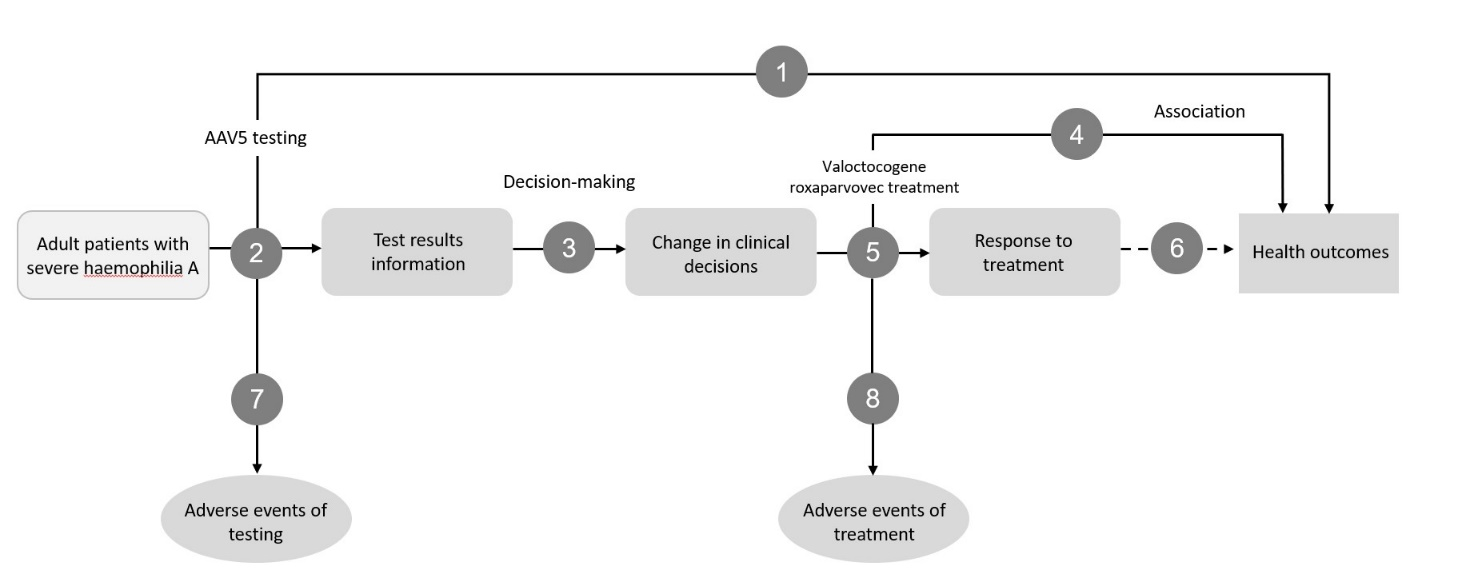 1
AAV5 testing
4
Association
Decision-making
Valoctocogene
roxaparvovec treatment
Adult patients with
severe haemophilia A
2
Test results
information
3
Change in clinical
decisions
5
Response to
treatment
6
Health outcomes
7
8
Adverse events of
testing
Adverse events of
treatment